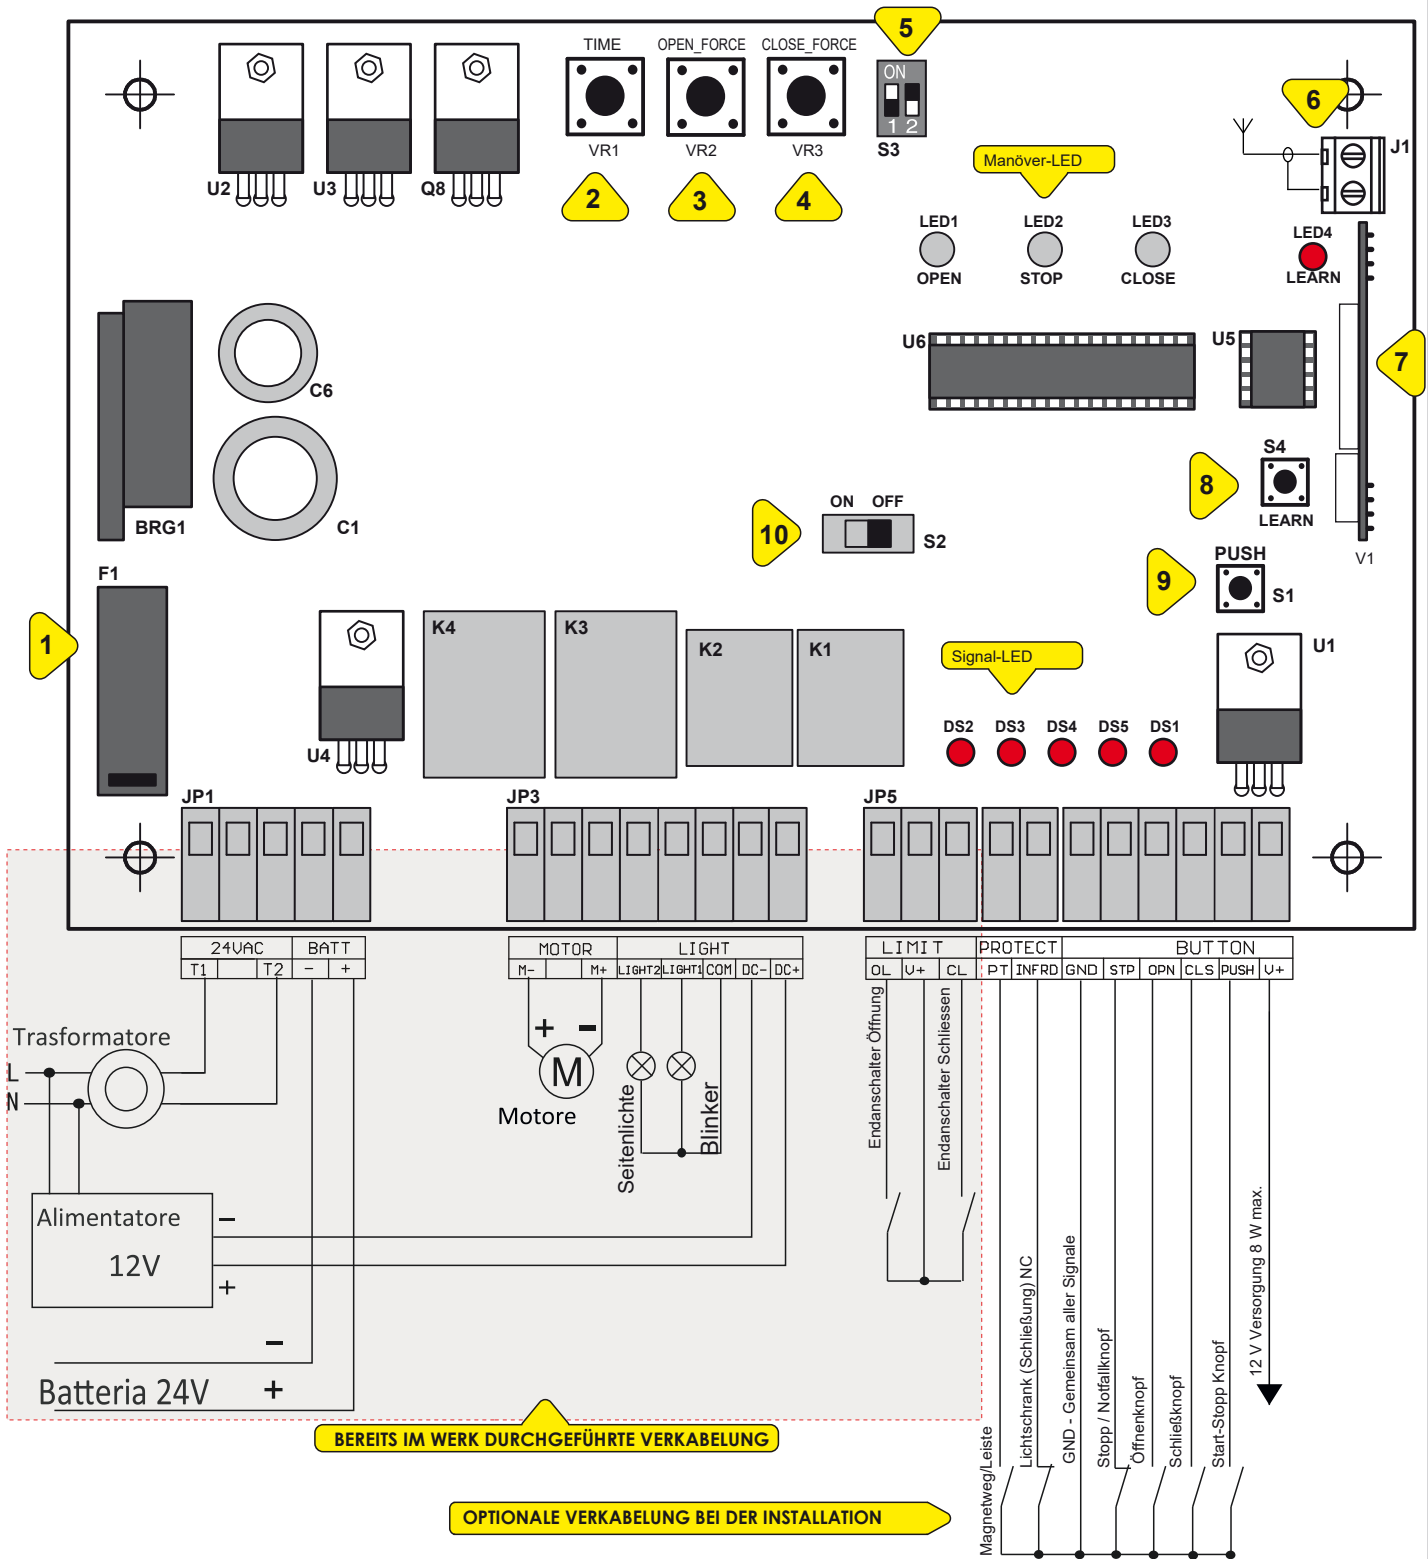 5
TIME
OPEN_FORCE
CLOSE_FORCE
ON
1 2
S3
6
J1
U2
U3
Q8
VR1
VR2
VR3
2
3
4
Manöver-LED
LED1
LED2
LED3
LED4
OPEN
STOP
CLOSE
LEARN
U6
U5
7
C6
BRG1
C1
S4
8
LEARN
ON OFF
10
S2
PUSH
V1
9
S1
F1
1
K4
K3
K2
K1
Signal-LED
U1
U4
DS2
DS3
DS4
DS5
DS1
JP1
JP3
JP5
24VAC
BATT
MOTOR
LIGHT
LIMIT
PROTECT
BUTTON
T1
T2
-
+
M-
M+
LIGHT2
LIGHT1
COM
DC-
DC+
OL
V+
CL
PT
INFRD
GND
STP
OPN
CLS
PUSH
V+
Trasformatore
L
N
+ -
M
Motore
Seitenlichte
Blinker
Endanschalter Öffnung
Endanschalter Schliessen
Alimentatore
12V
-
+
-
Batteria 24V
+
Magnetweg/Leiste
Lichtschrank (Schließung) NC
GND - Gemeinsam aller Signale
Stopp / Notfallknopf
Öffnenknopf
Schließknopf
Start-Stopp Knopf
12 V Versorgung 8 W max.
BEREITS IM WERK DURCHGEFÜHRTE VERKABELUNG
OPTIONALE VERKABELUNG BEI DER INSTALLATION